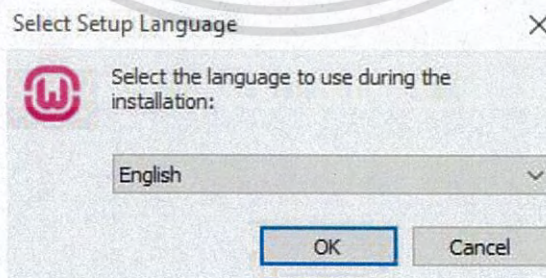 Select Setup Language
Select the language to use during the
installation:
English
OK
Cancel